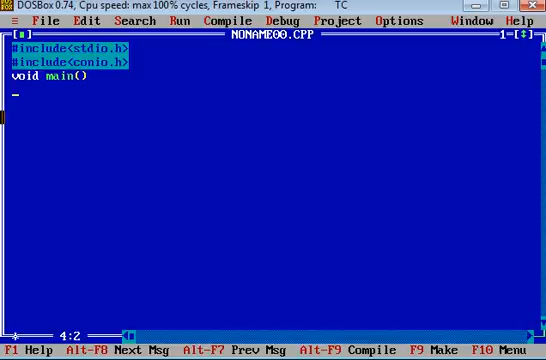 DOSBox 0.74, Cpu speed: max 100% cycles, Frameskip 1, Program: TC
≡ File Edit Search Run Compile Debug Project Options Window Help
[■] NONAME00.CPP 1=[↕]
#include<stdio.h>
#include<conio.h>
void main()
_
* 4:2
F1 Help Alt-F8 Next Msg Alt-F7 Prev Msg Alt-F9 Compile F9 Make F10 Menu